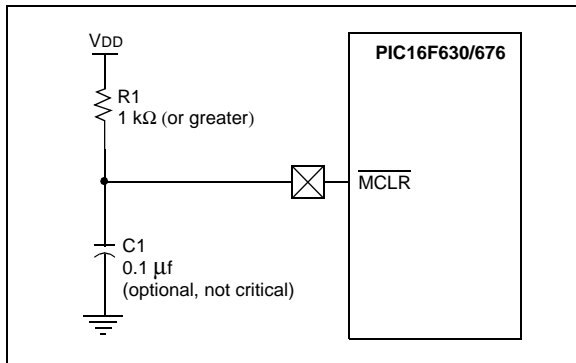 VDD
PIC16F630/676
R1
1 kΩ (or greater)
MCLR
C1
0.1 μf
(optional, not critical)